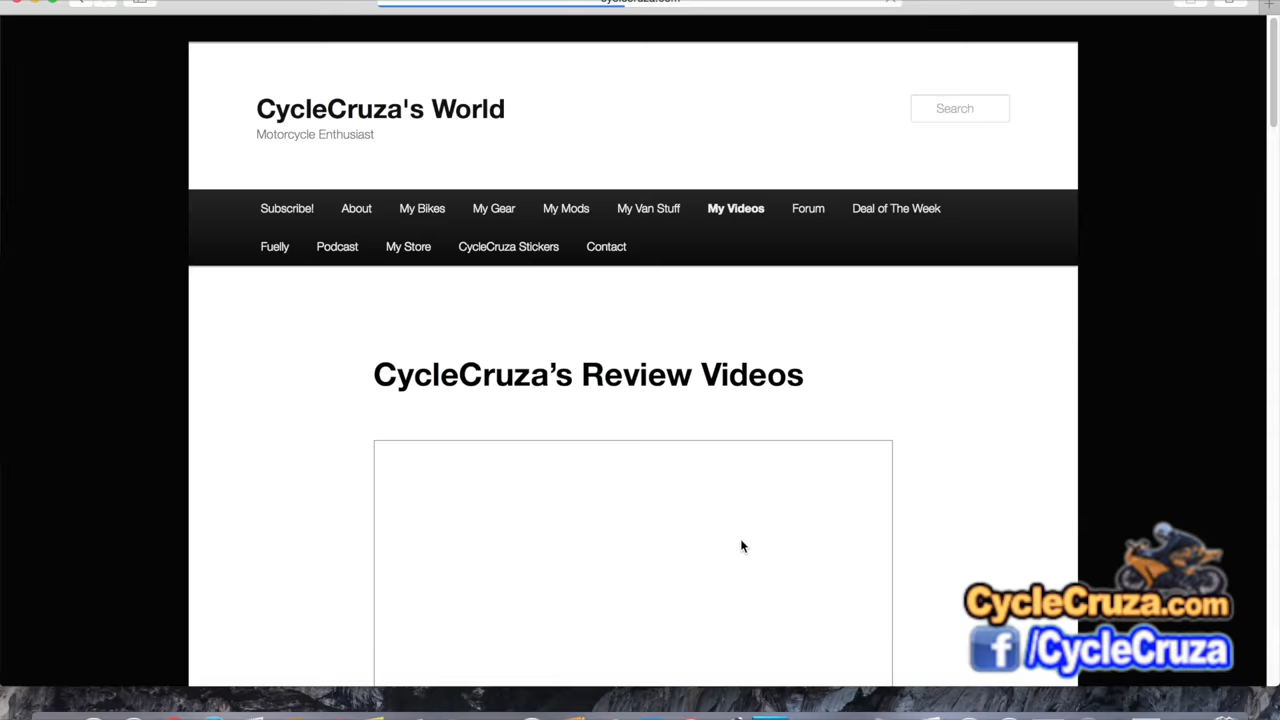 CycleCruza's World
Motorcycle Enthusiast
Search
Subscribe! About My Bikes My Gear My Mods My Van Stuff My Videos Forum Deal of The Week
Fuelly Podcast My Store CycleCruza Stickers Contact
CycleCruza’s Review Videos
CycleCruza.com
f /CycleCruza